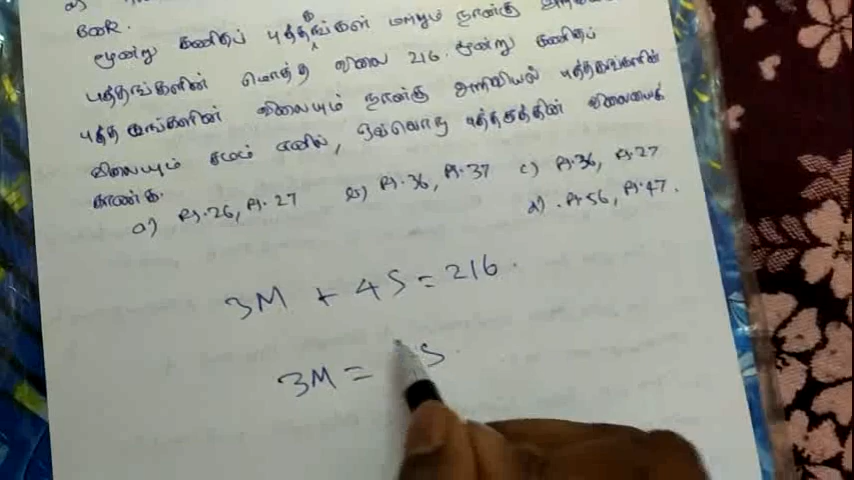 மூன்று கணிதப் புத்தகங்கள் மற்றும் நான்கு
புத்தங்களின் மொத்த விலை 216. மூன்று கணிதப்
புத்தகங்களின் விலையும் நான்கு அறிவியல் புத்தகங்களின்
விலையும் சமம் எனில், ஒவ்வொரு புத்தகத்தின் விலையைக்
காண்க.
a) Rs.26, Rs.27 b) Rs.36, Rs.37 c) Rs.36, Rs.27
d) Rs.56, Rs.47.
3M + 4S = 216.
3M = S